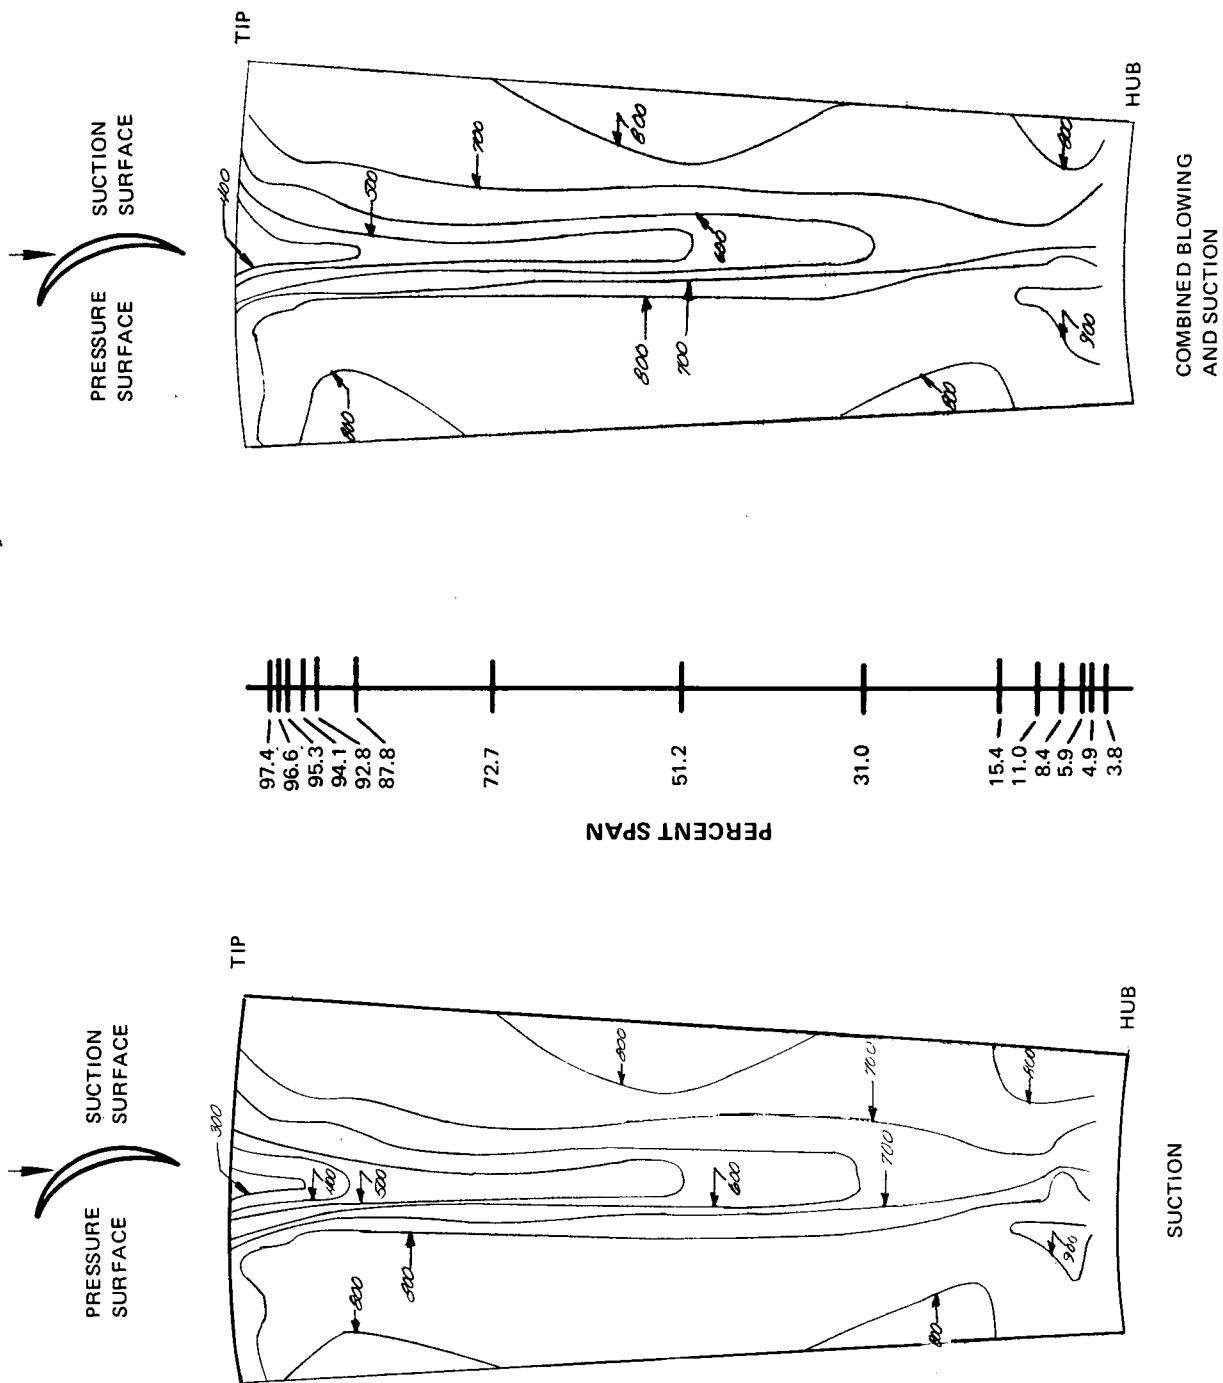 PRESSURE
SURFACE
SUCTION
SURFACE
TIP
300
400
500
600
700
700
800
800
800
800
800
900
HUB
SUCTION
PERCENT SPAN
97.4
96.6
95.3
94.1
92.8
87.8
72.7
51.2
31.0
15.4
11.0
8.4
5.9
4.9
3.8
PRESSURE
SURFACE
SUCTION
SURFACE
TIP
400
500
600
700
700
800
800
800
800
800
900
HUB
COMBINED BLOWING
AND SUCTION